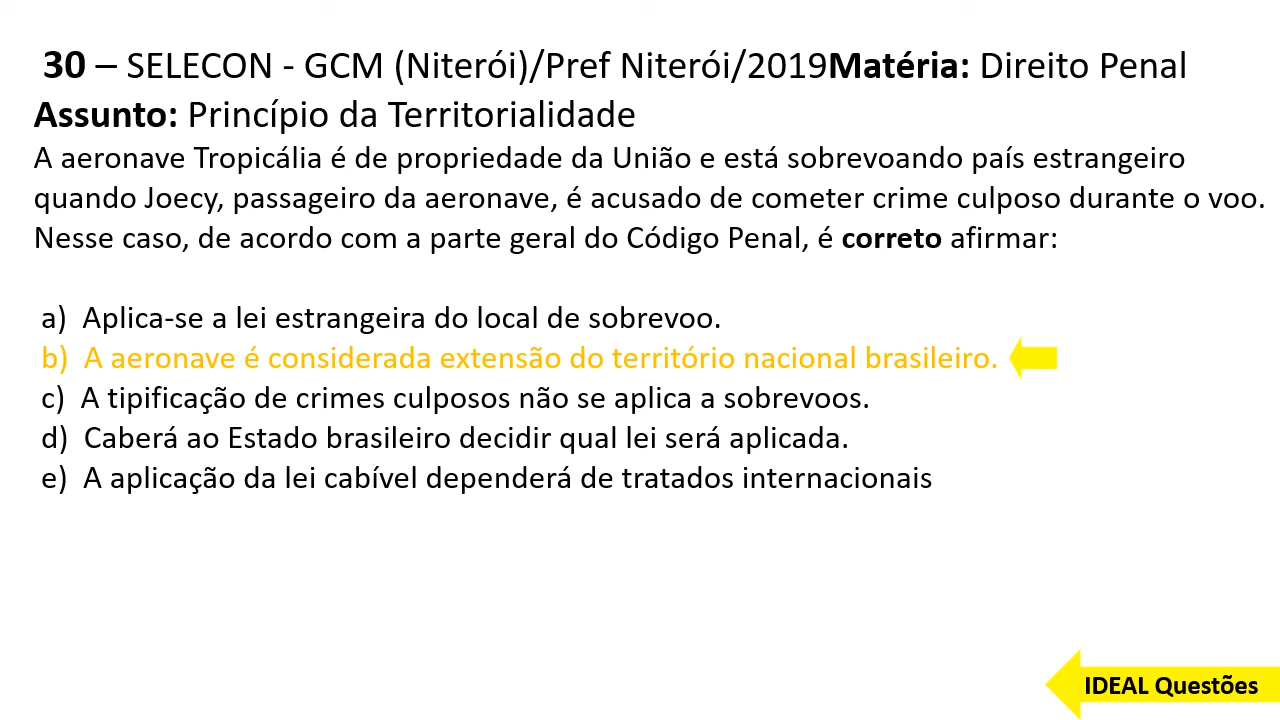 30 – SELECON - GCM (Niterói)/Pref Niterói/2019Matéria: Direito Penal
Assunto: Princípio da Territorialidade
A aeronave Tropicália é de propriedade da União e está sobrevoando país estrangeiro
quando Joecy, passageiro da aeronave, é acusado de cometer crime culposo durante o voo.
Nesse caso, de acordo com a parte geral do Código Penal, é correto afirmar:
a) Aplica-se a lei estrangeira do local de sobrevoo.
b) A aeronave é considerada extensão do território nacional brasileiro.
c) A tipificação de crimes culposos não se aplica a sobrevoos.
d) Caberá ao Estado brasileiro decidir qual lei será aplicada.
e) A aplicação da lei cabível dependerá de tratados internacionais
IDEAL Questões